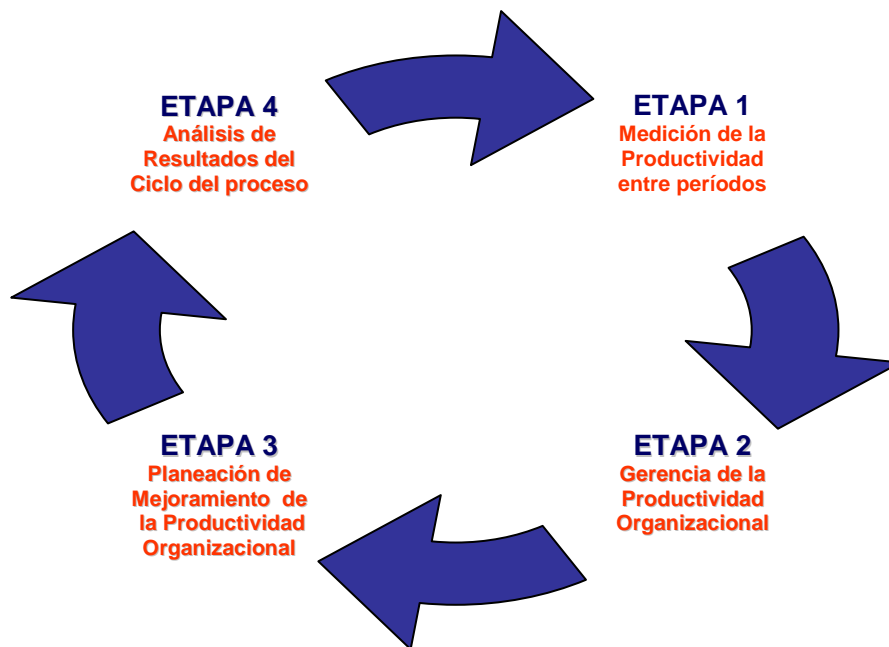 ETAPA 4
Análisis de
Resultados del
Ciclo del proceso
ETAPA 1
Medición de la
Productividad
entre períodos
ETAPA 3
Planeación de
Mejoramiento de
la Productividad
Organizacional
ETAPA 2
Gerencia de la
Productividad
Organizacional